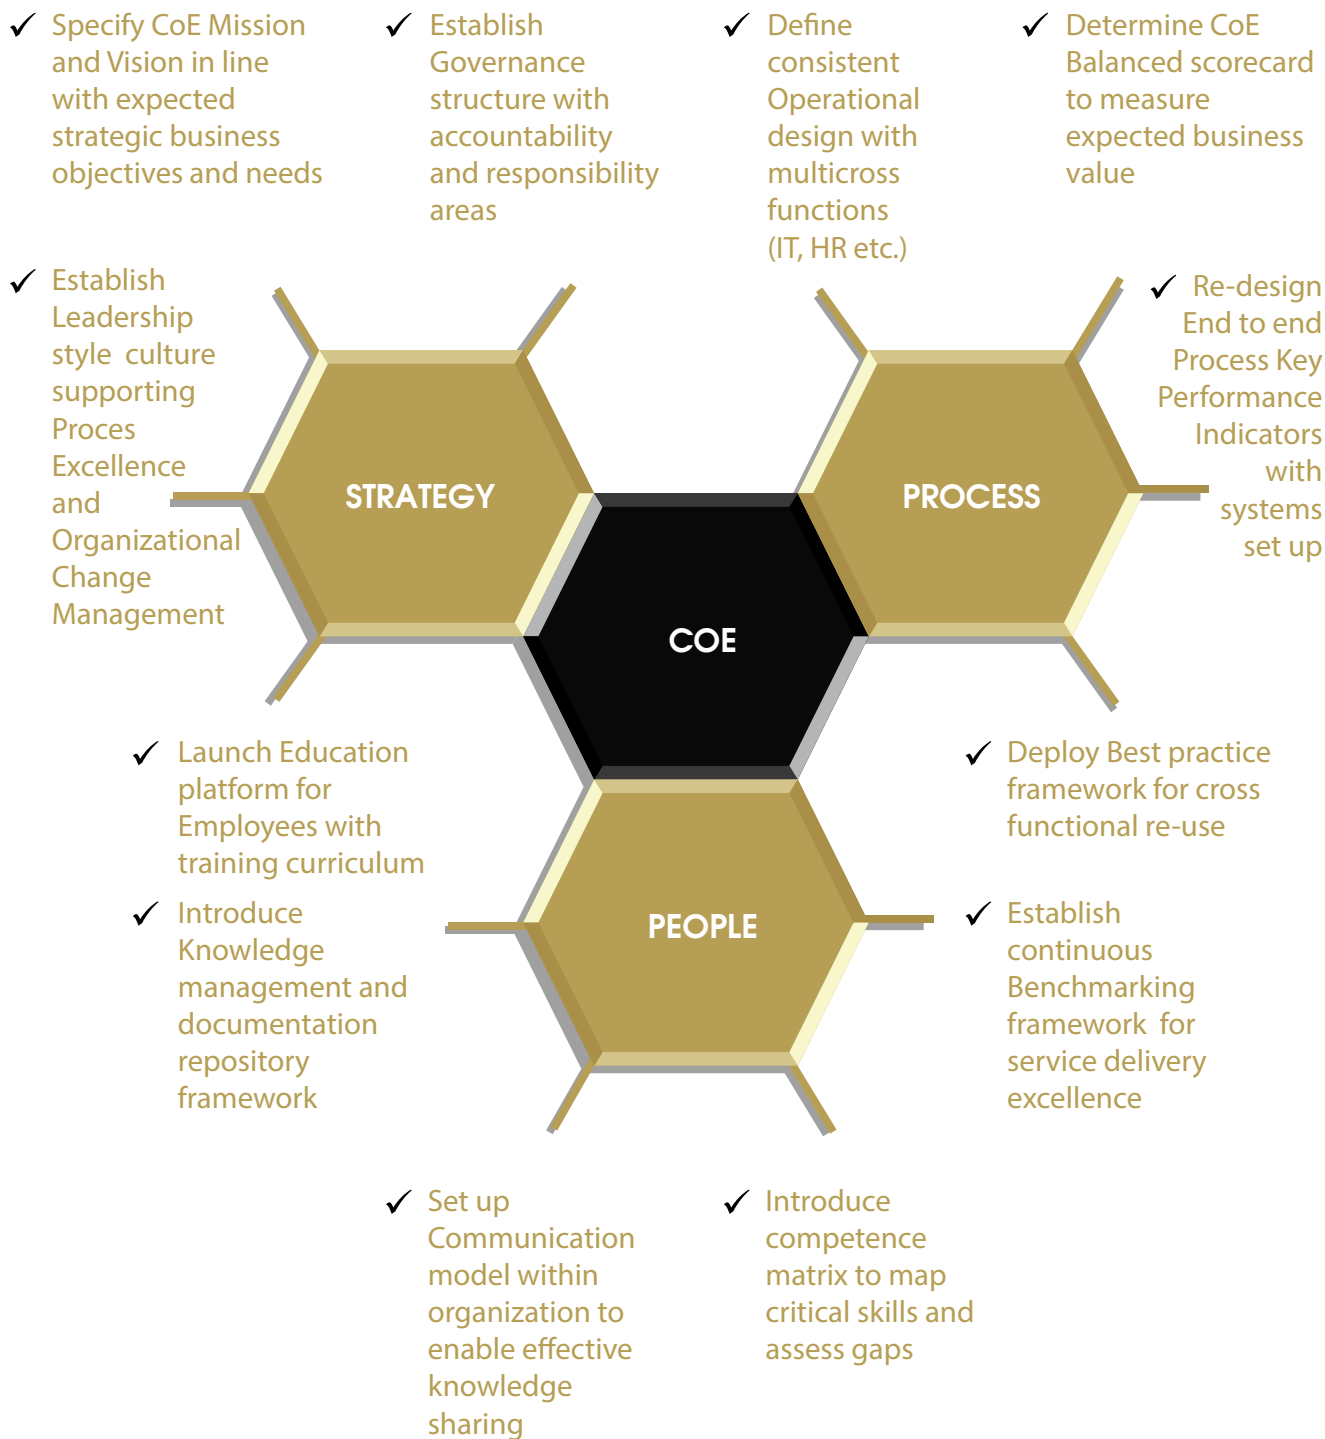 Specify CoE Mission
and Vision in line
with expected
strategic business
objectives and needs
Establish
Governance
structure with
accountability
and responsibility
areas
Define
consistent
Operational
design with
multicross
functions
(IT, HR etc.)
Determine CoE
Balanced scorecard
to measure
expected business
value
Establish
Leadership
style culture
supporting
Proces
Excellence
and
Organizational
Change
Management
Re-design
End to end
Process Key
Performance
Indicators
with
systems
set up
STRATEGY
PROCESS
COE
PEOPLE
Launch Education
platform for
Employees with
training curriculum
Introduce
Knowledge
management and
documentation
repository
framework
Deploy Best practice
framework for cross
functional re-use
Establish
continuous
Benchmarking
framework for
service delivery
excellence
Set up
Communication
model within
organization to
enable effective
knowledge
sharing
Introduce
competence
matrix to map
critical skills and
assess gaps